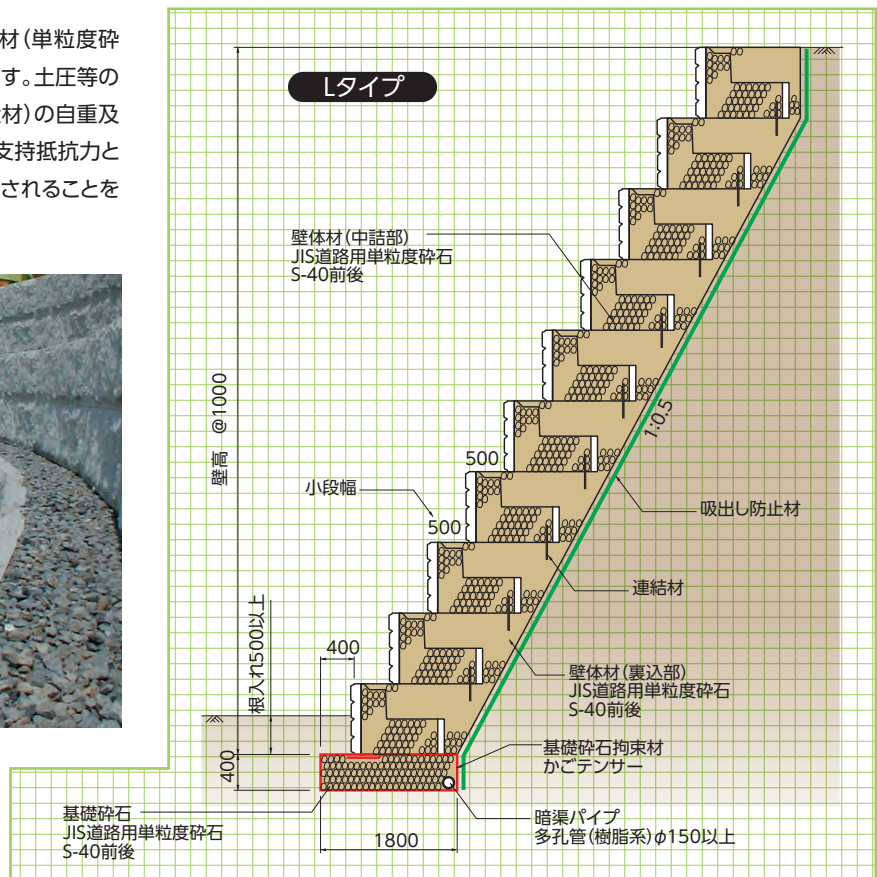 材(単粒度砕
す。土圧等の
材)の自重及
支持抵抗力と
されることを
Lタイプ
壁体材(中詰部)
JIS道路用単粒度砕石
S-40前後
壁高 @1000
1:0.5
500
小段幅
500
吸出し防止材
連結材
根入れ500以上
400
壁体材(裏込部)
JIS道路用単粒度砕石
S-40前後
基礎砕石拘束材
かごテンサー
400
基礎砕石
JIS道路用単粒度砕石
S-40前後
1800
暗渠パイプ
多孔管(樹脂系)φ150以上